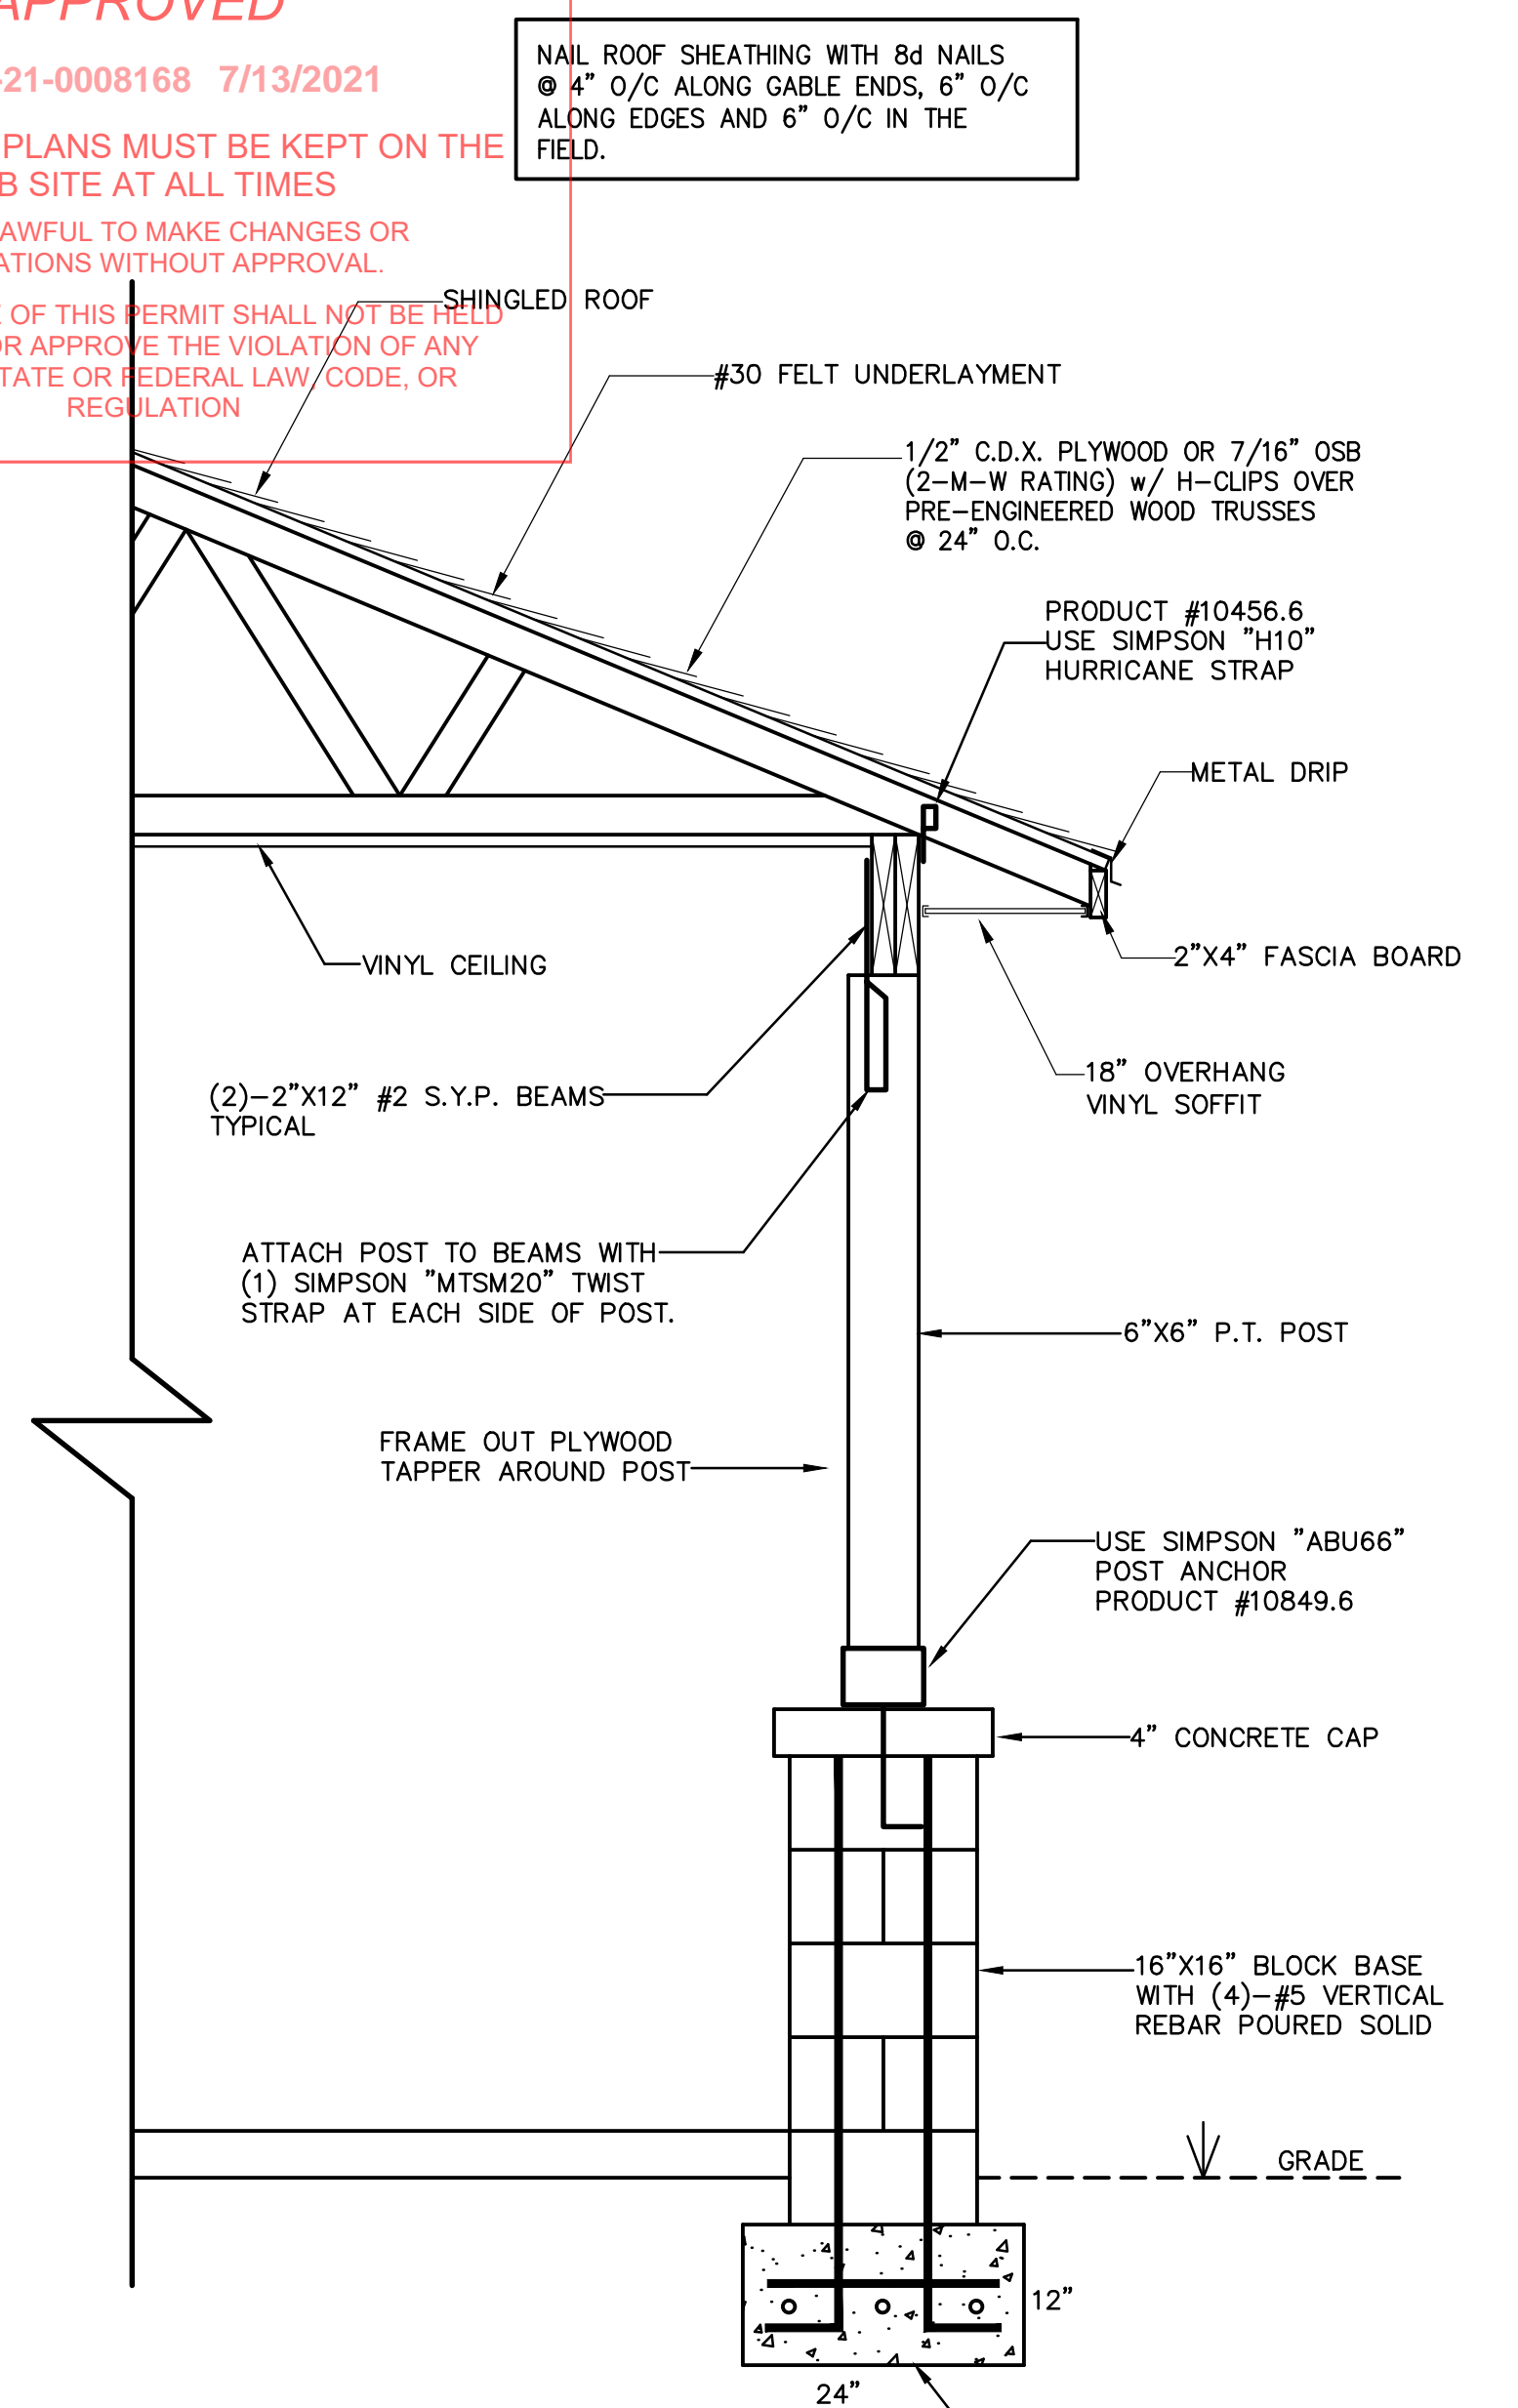 APPROVED
-21-0008168 7/13/2021
PLANS MUST BE KEPT ON THE
B SITE AT ALL TIMES
AWFUL TO MAKE CHANGES OR
ATIONS WITHOUT APPROVAL.
OF THIS PERMIT SHALL NOT BE HELD
OR APPROVE THE VIOLATION OF ANY
TATE OR FEDERAL LAW, CODE, OR
REGULATION
NAIL ROOF SHEATHING WITH 8d NAILS
@ 4" O/C ALONG GABLE ENDS, 6" O/C
ALONG EDGES AND 6" O/C IN THE
FIELD.
SHINGLED ROOF
#30 FELT UNDERLAYMENT
1/2" C.D.X. PLYWOOD OR 7/16" OSB
(2-M-W RATING) w/ H-CLIPS OVER
PRE-ENGINEERED WOOD TRUSSES
@ 24" O.C.
PRODUCT #10456.6
USE SIMPSON "H10"
HURRICANE STRAP
METAL DRIP
VINYL CEILING
2"X4" FASCIA BOARD
18" OVERHANG
VINYL SOFFIT
(2)-2"X12" #2 S.Y.P. BEAMS
TYPICAL
ATTACH POST TO BEAMS WITH
(1) SIMPSON "MTSM20" TWIST
STRAP AT EACH SIDE OF POST.
6"X6" P.T. POST
FRAME OUT PLYWOOD
TAPPER AROUND POST
USE SIMPSON "ABU66"
POST ANCHOR
PRODUCT #10849.6
4" CONCRETE CAP
16"X16" BLOCK BASE
WITH (4)-#5 VERTICAL
REBAR POURED SOLID
GRADE
12"
24"